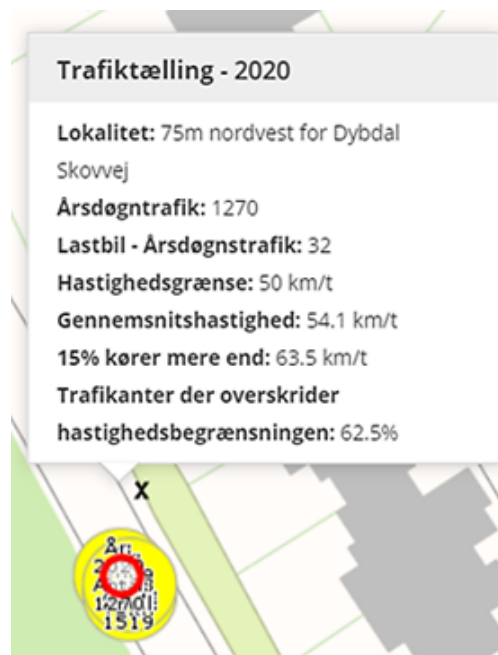 Trafiktælling - 2020
Lokalitet: 75m nordvest for Dybdal
Skovvej
Årsdøgntrafik: 1270
Lastbil - Årsdøgnstrafik: 32
Hastighedsgrænse: 50 km/t
Gennemsnitshastighed: 54.1 km/t
15% kører mere end: 63.5 km/t
Trafikanter der overskrider
hastighedsbegrænsningen: 62.5%
x
1519